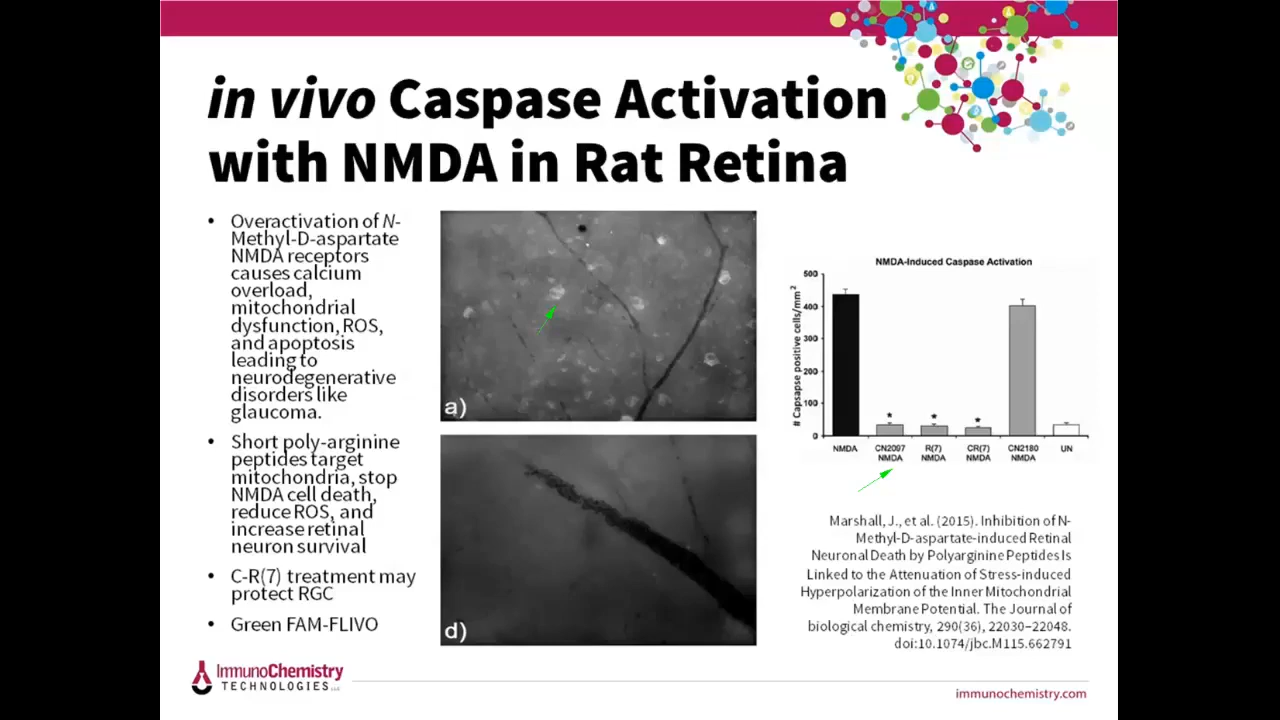 in vivo Caspase Activation
with NMDA in Rat Retina
• Overactivation of N-
Methyl-D-aspartate
NMDA receptors
causes calcium
overload,
mitochondrial
dysfunction, ROS,
and apoptosis
leading to
neurodegenerative
disorders like
glaucoma.
• Short poly-arginine
peptides target
mitochondria, stop
NMDA cell death,
reduce ROS, and
increase retinal
neuron survival
• C-R(7) treatment may
protect RGC
• Green FAM-FLIVO
a)
d)
NMDA-Induced Caspase Activation
# Capsapse positive cells/mm2
500
400
300
200
100
0
* * *
NMDA CN2097 R(7) CR(7) CN2180 UN
NMDA NMDA NMDA NMDA
Marshall, J., et al. (2015). Inhibition of N-
Methyl-D-aspartate-induced Retinal
Neuronal Death by Polyarginine Peptides Is
Linked to the Attenuation of Stress-induced
Hyperpolarization of the Inner Mitochondrial
Membrane Potential. The Journal of
biological chemistry, 290(36), 22030–22048.
doi:10.1074/jbc.M115.662791
ImmunoChemistry
TECHNOLOGIES LLC
immunochemistry.com